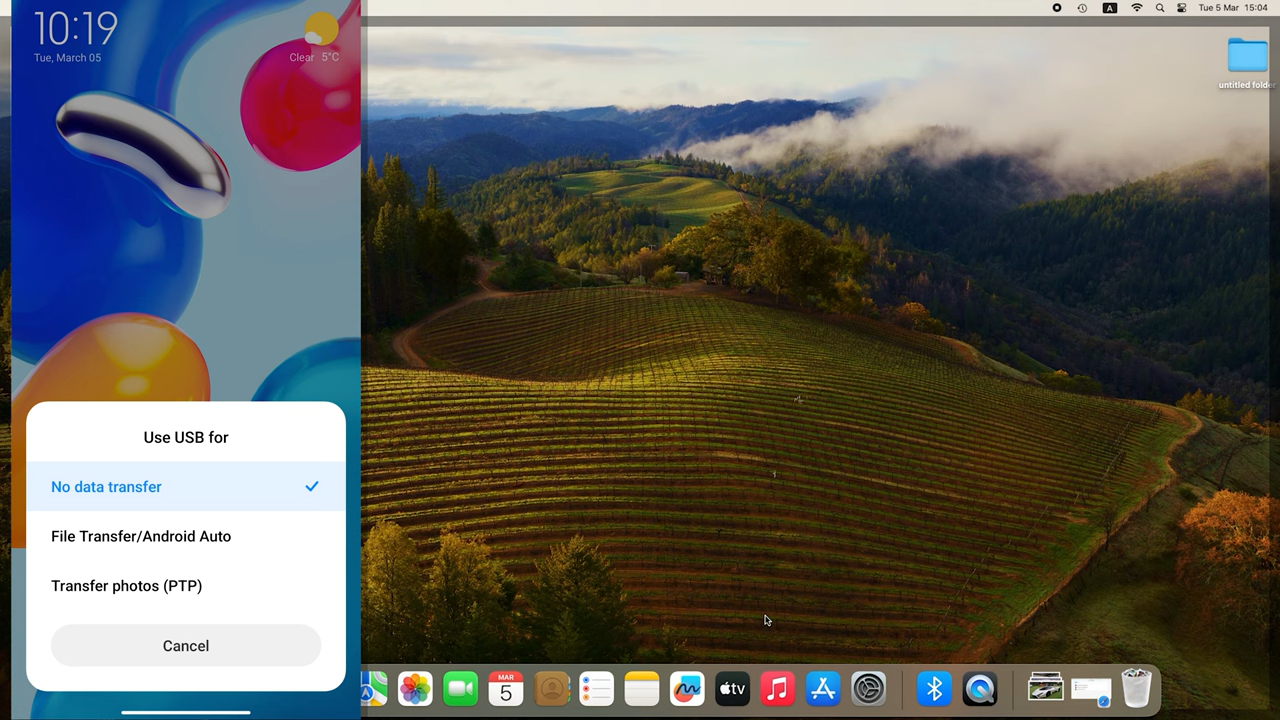 10:19
Tue, March 05
Clear 5°C
Use USB for
No data transfer
File Transfer/Android Auto
Transfer photos (PTP)
Cancel
A
Tue 5 Mar 15:04
untitled folder
MAR
5
tv